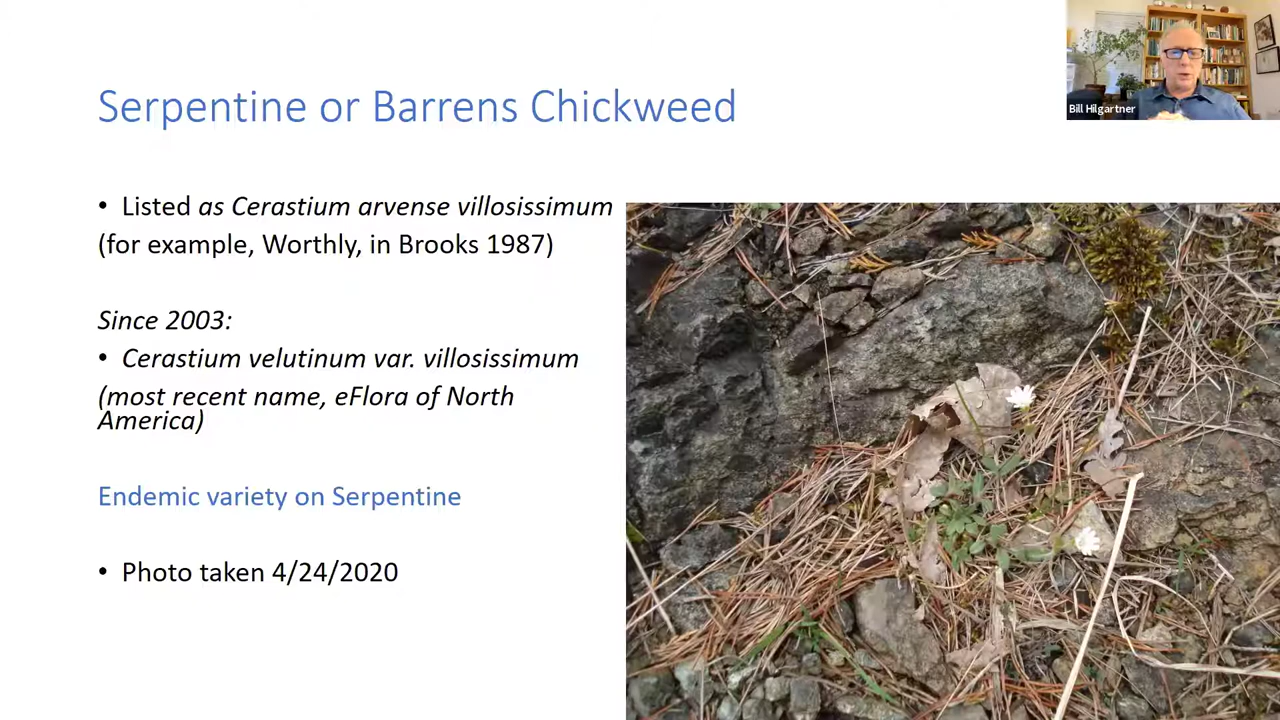 Bill Hilgartner
Serpentine or Barrens Chickweed
• Listed as Cerastium arvense villosissimum
(for example, Worthly, in Brooks 1987)
Since 2003:
• Cerastium velutinum var. villosissimum
(most recent name, eFlora of North
America)
Endemic variety on Serpentine
• Photo taken 4/24/2020